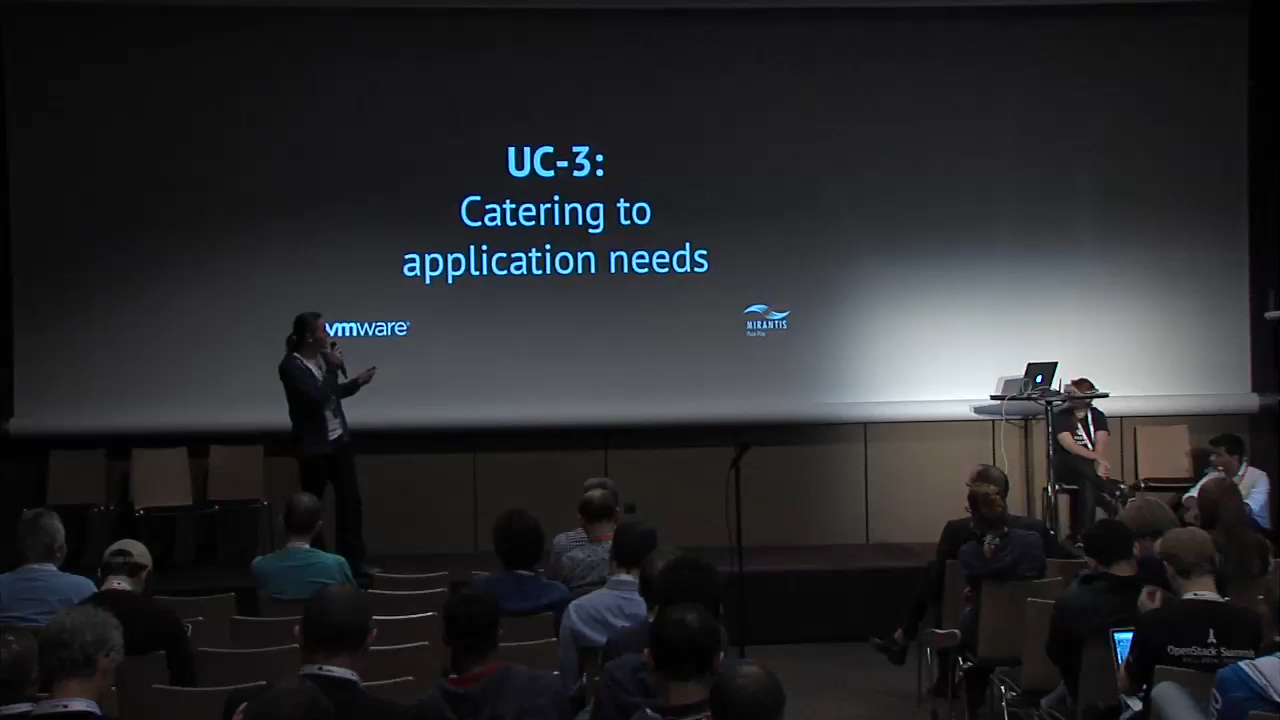 UC-3:
Catering to
application needs
vmware®
MIRANTIS
OpenStack Summit